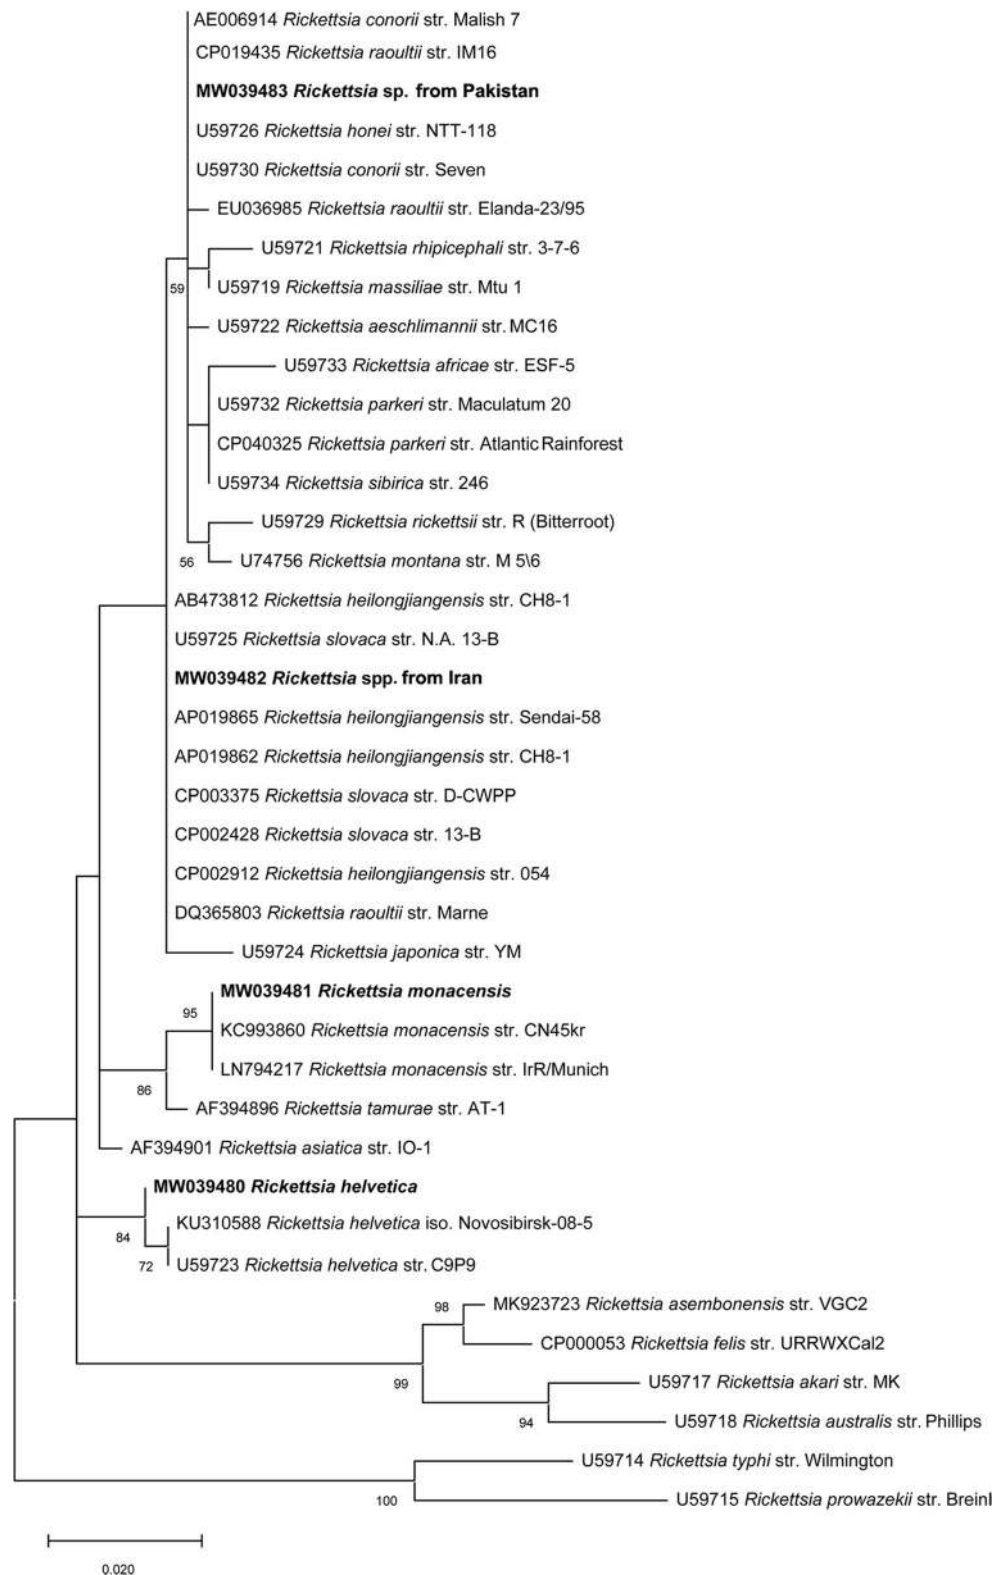 AE006914 Rickettsia conorii str. Malish 7
CP019435 Rickettsia raoultii str. IM16
MW039483 Rickettsia sp. from Pakistan
U59726 Rickettsia honei str. NTT-118
U59730 Rickettsia conorii str. Seven
EU036985 Rickettsia raoultii str. Elanda-23/95
U59721 Rickettsia rhipicephali str. 3-7-6
59
U59719 Rickettsia massiliae str. Mtu 1
U59722 Rickettsia aeschlimannii str. MC16
U59733 Rickettsia africae str. ESF-5
U59732 Rickettsia parkeri str. Maculatum 20
CP040325 Rickettsia parkeri str. Atlantic Rainforest
U59734 Rickettsia sibirica str. 246
U59729 Rickettsia rickettsii str. R (Bitterroot)
56
U74756 Rickettsia montana str. M 5\6
AB473812 Rickettsia heilongjiangensis str. CH8-1
U59725 Rickettsia slovaca str. N.A. 13-B
MW039482 Rickettsia spp. from Iran
AP019865 Rickettsia heilongjiangensis str. Sendai-58
AP019862 Rickettsia heilongjiangensis str. CH8-1
CP003375 Rickettsia slovaca str. D-CWPP
CP002428 Rickettsia slovaca str. 13-B
CP002912 Rickettsia heilongjiangensis str. 054
DQ365803 Rickettsia raoultii str. Marne
U59724 Rickettsia japonica str. YM
MW039481 Rickettsia monacensis
95
KC993860 Rickettsia monacensis str. CN45kr
LN794217 Rickettsia monacensis str. IrR/Munich
86
AF394896 Rickettsia tamurae str. AT-1
AF394901 Rickettsia asiatica str. IO-1
MW039480 Rickettsia helvetica
KU310588 Rickettsia helvetica iso. Novosibirsk-08-5
84
72
U59723 Rickettsia helvetica str. C9P9
98
MK923723 Rickettsia asembonensis str. VGC2
CP000053 Rickettsia felis str. URRWXCal2
99
U59717 Rickettsia akari str. MK
94
U59718 Rickettsia australis str. Phillips
U59714 Rickettsia typhi str. Wilmington
100
U59715 Rickettsia prowazekii str. Breinl
0.020